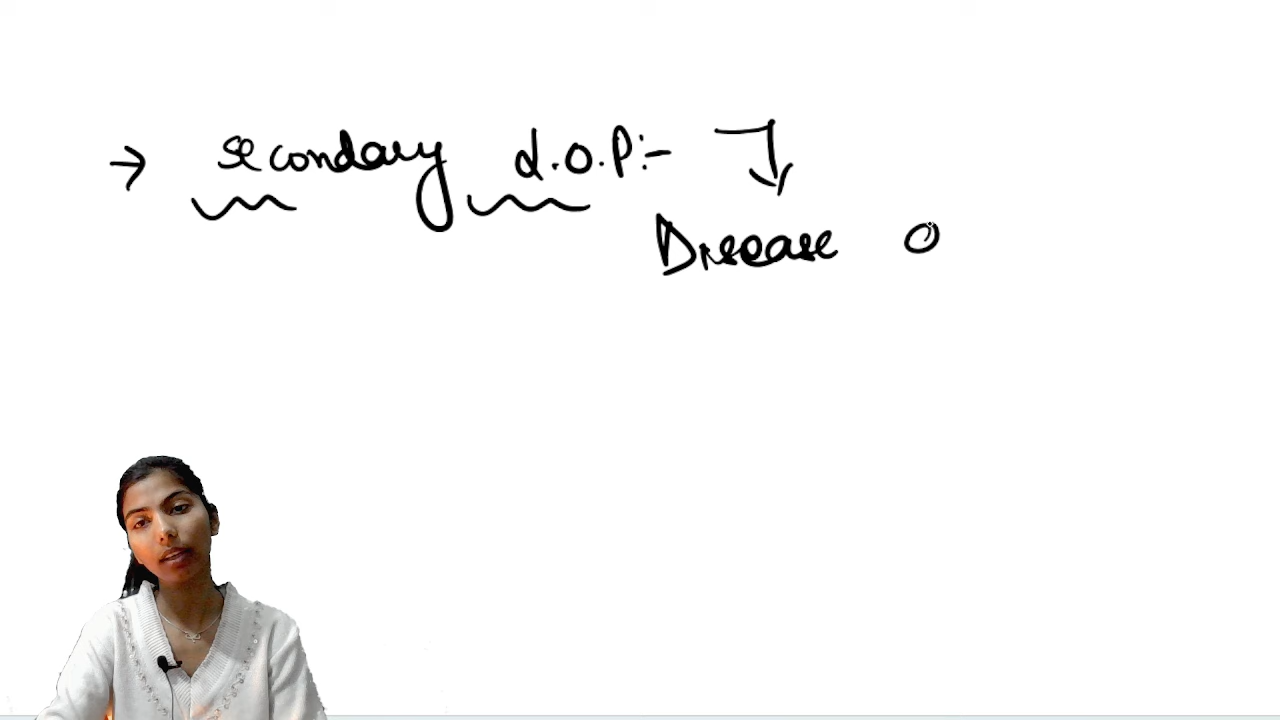 → secondary d.O.P:-
Disease O